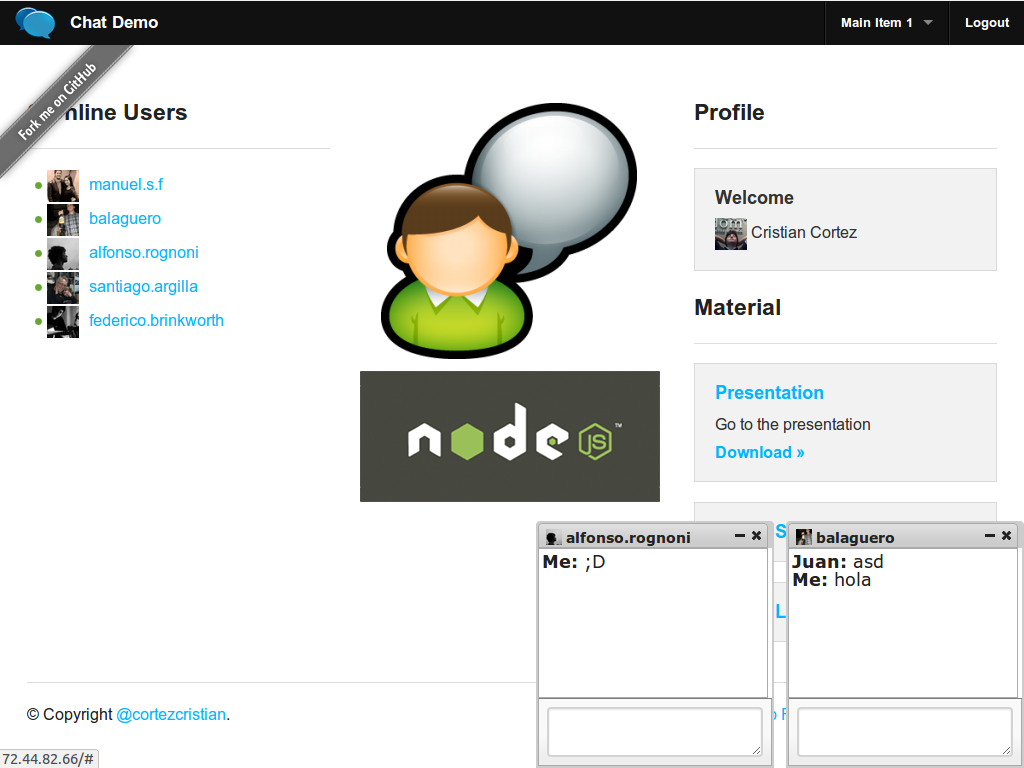 Chat Demo
Main Item 1
Logout
Fork me on GitHub
nline Users
manuel.s.f
balaguero
alfonso.rognoni
santiago.argilla
federico.brinkworth
node JS ™
Profile
Welcome
Cristian Cortez
Material
Presentation
Go to the presentation
Download »
S
L
alfonso.rognoni
Me: ;D
balaguero
Juan: asd
Me: hola
© Copyright @cortezcristian.
72.44.82.66/#